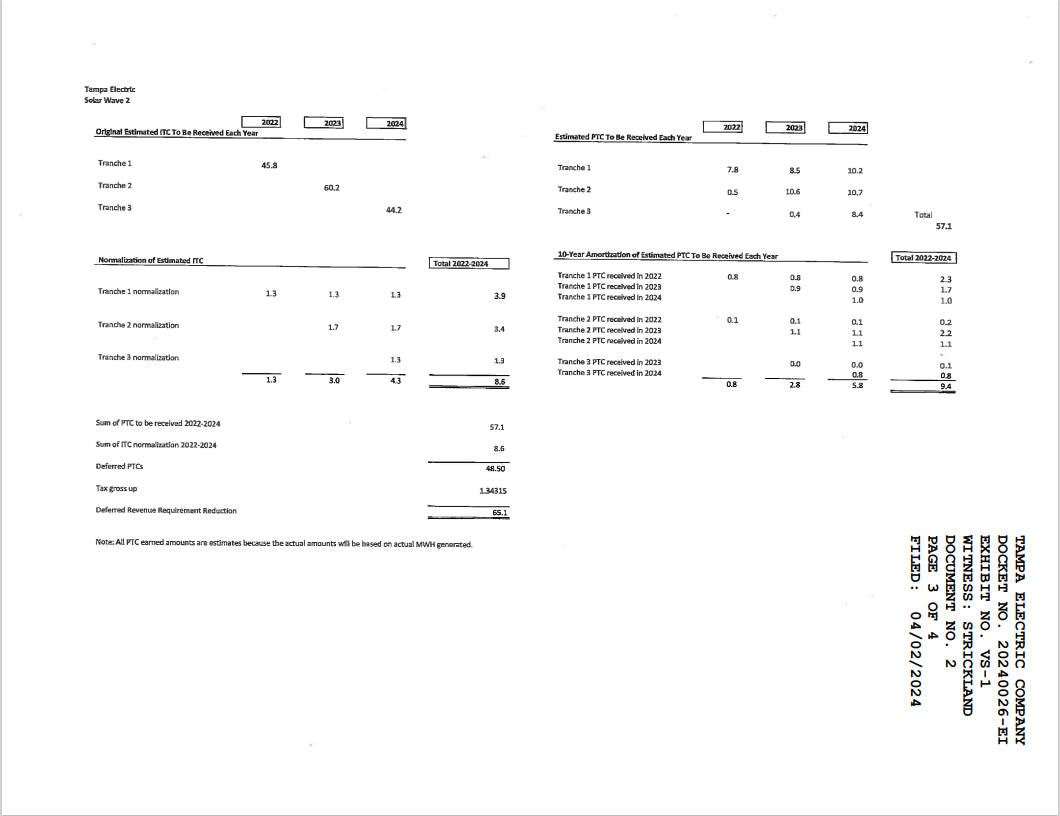 Tampa Electric
Solar Wave 2
2022 2023 2024
Original Estimated ITC To Be Received Each Year
Tranche 1 45.8
Tranche 2 60.2
Tranche 3 44.2
Normalization of Estimated ITC Total 2022-2024
Tranche 1 normalization 1.3 1.3 1.3 3.9
Tranche 2 normalization 1.7 1.7 3.4
Tranche 3 normalization 1.3 1.3
1.3 3.0 4.3 8.6
Sum of PTC to be received 2022-2024 57.1
Sum of ITC normalization 2022-2024 8.6
Deferred PTCs 48.50
Tax gross up 1.34315
Deferred Revenue Requirement Reduction 65.1
Note: All PTC earned amounts are estimates because the actual amounts will be based on actual MWH generated.
2022 2023 2024
Estimated PTC To Be Received Each Year
Tranche 1 7.8 8.5 10.2
Tranche 2 0.5 10.6 10.7
Tranche 3 - 0.4 8.4 Total
57.1
10-Year Amortization of Estimated PTC To Be Received Each Year Total 2022-2024
Tranche 1 PTC received in 2022 0.8 0.8 0.8 2.3
Tranche 1 PTC received in 2023 0.9 0.9 1.7
Tranche 1 PTC received in 2024 1.0 1.0
Tranche 2 PTC received in 2022 0.1 0.1 0.1 0.2
Tranche 2 PTC received in 2023 1.1 1.1 2.2
Tranche 2 PTC received in 2024 1.1 1.1
-
Tranche 3 PTC received in 2023 0.0 0.0 0.1
Tranche 3 PTC received in 2024 0.8 0.8
0.8 2.8 5.8 9.4
TAMPA ELECTRIC COMPANY
DOCKET NO. 20240026-EI
EXHIBIT NO. VS-1
WITNESS: STRICKLAND
DOCUMENT NO. 2
PAGE 3 OF 4
FILED: 04/02/2024